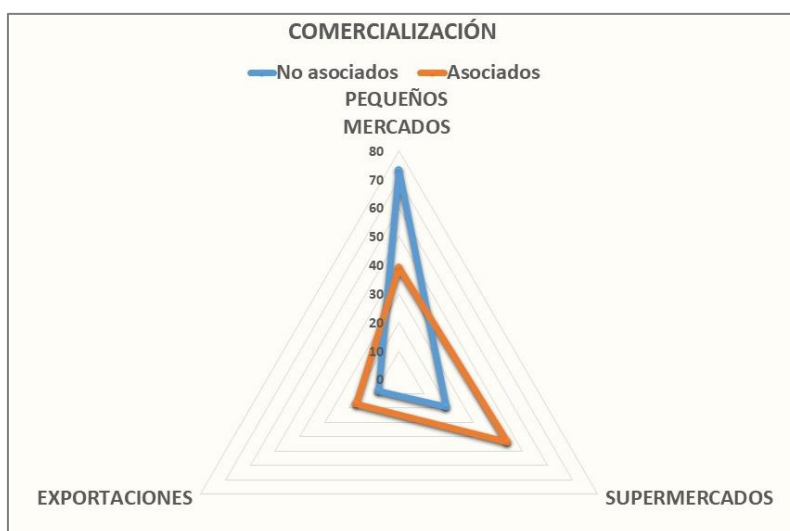 COMERCIALIZACIÓN
No asociados Asociados
PEQUEÑOS
MERCADOS
80
70
60
50
40
30
20
10
0
EXPORTACIONES SUPERMERCADOS